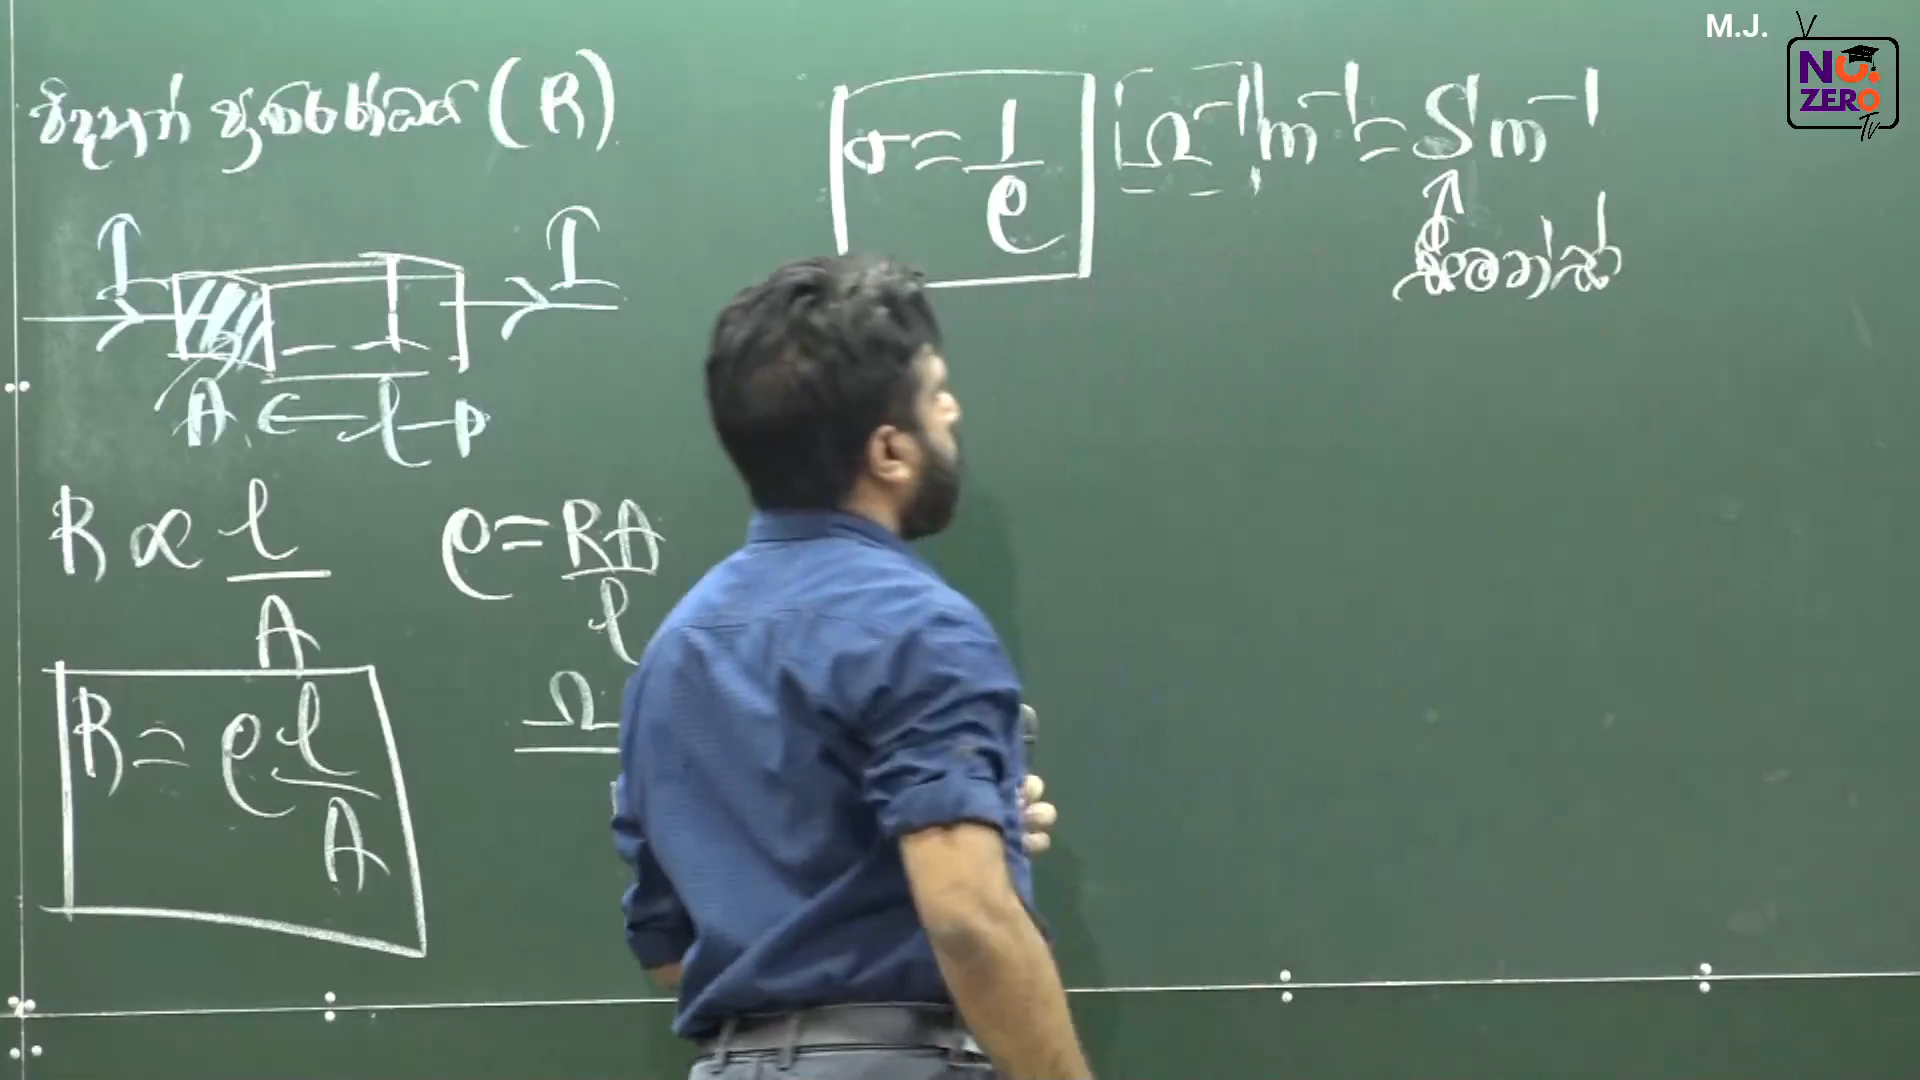 විද්‍යුත් ප්‍රතිරෝධය (R)
I I
A l
R ∝ l/A
ρ = RA/l
R = ρ l/A
Ω
σ = 1/ρ Ω⁻¹m⁻¹ = Sm⁻¹
සීමන්ස්
M.J.
NO. ZERO Tv